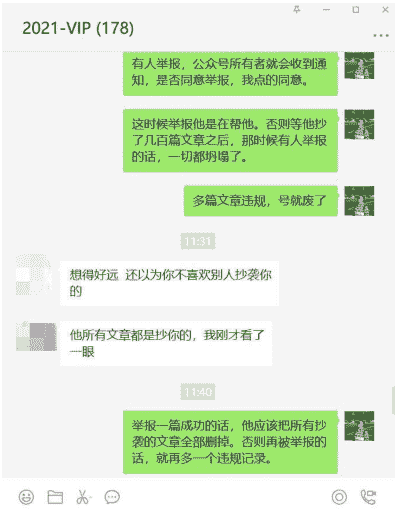 2021-VIP (178)
有人举报，公众号所有者就会收到通
知，是否同意举报，我点的同意。
这时候举报他是在帮他。否则等他抄
了几百篇文章之后，那时候有人举报
的话，一切都坍塌了。
多篇文章违规，号就废了
11:31
想得好远 还以为你不喜欢别人抄袭你
的
他所有文章都是抄你的，我刚才看了
一眼
11:40
举报一篇成功的话，他应该把所有抄
袭的文章全部删掉。否则再被举报的
话，就再多一个违规记录。